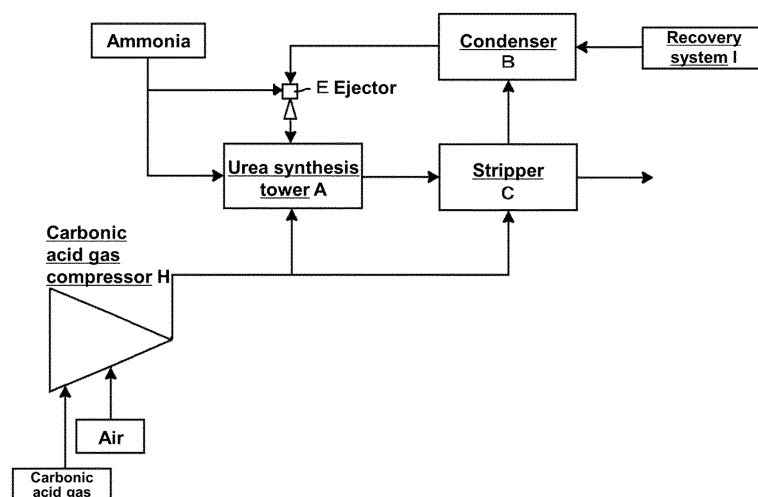 Ammonia
Condenser
B
Recovery
system I
E Ejector
Urea synthesis
tower A
Stripper
C
Carbonic
acid gas
compressor H
Air
Carbonic
acid gas